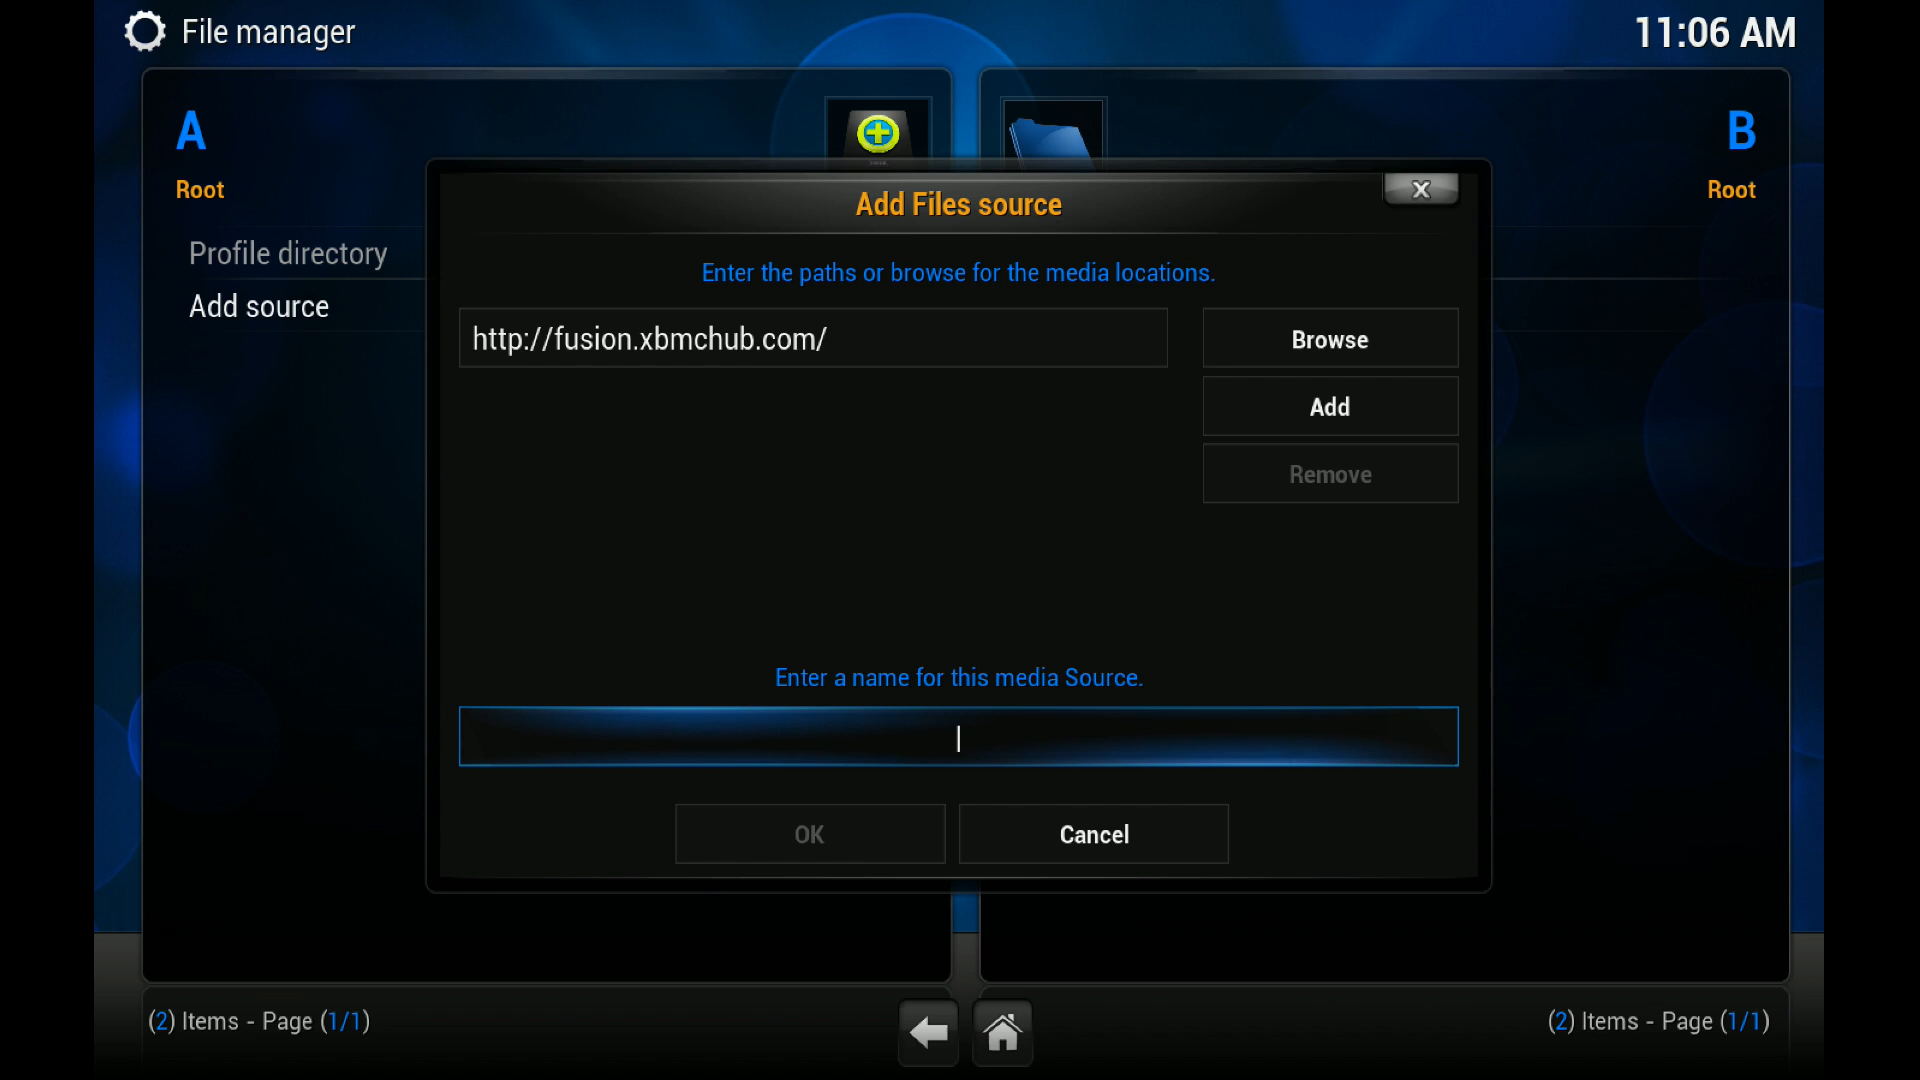 File manager
11:06 AM
A
B
Root
Root
Add Files source
X
Profile directory
Add source
Enter the paths or browse for the media locations.
http://fusion.xbmchub.com/
Browse
Add
Remove
Enter a name for this media Source.
OK
Cancel
(2) Items - Page (1/1)
(2) Items - Page (1/1)